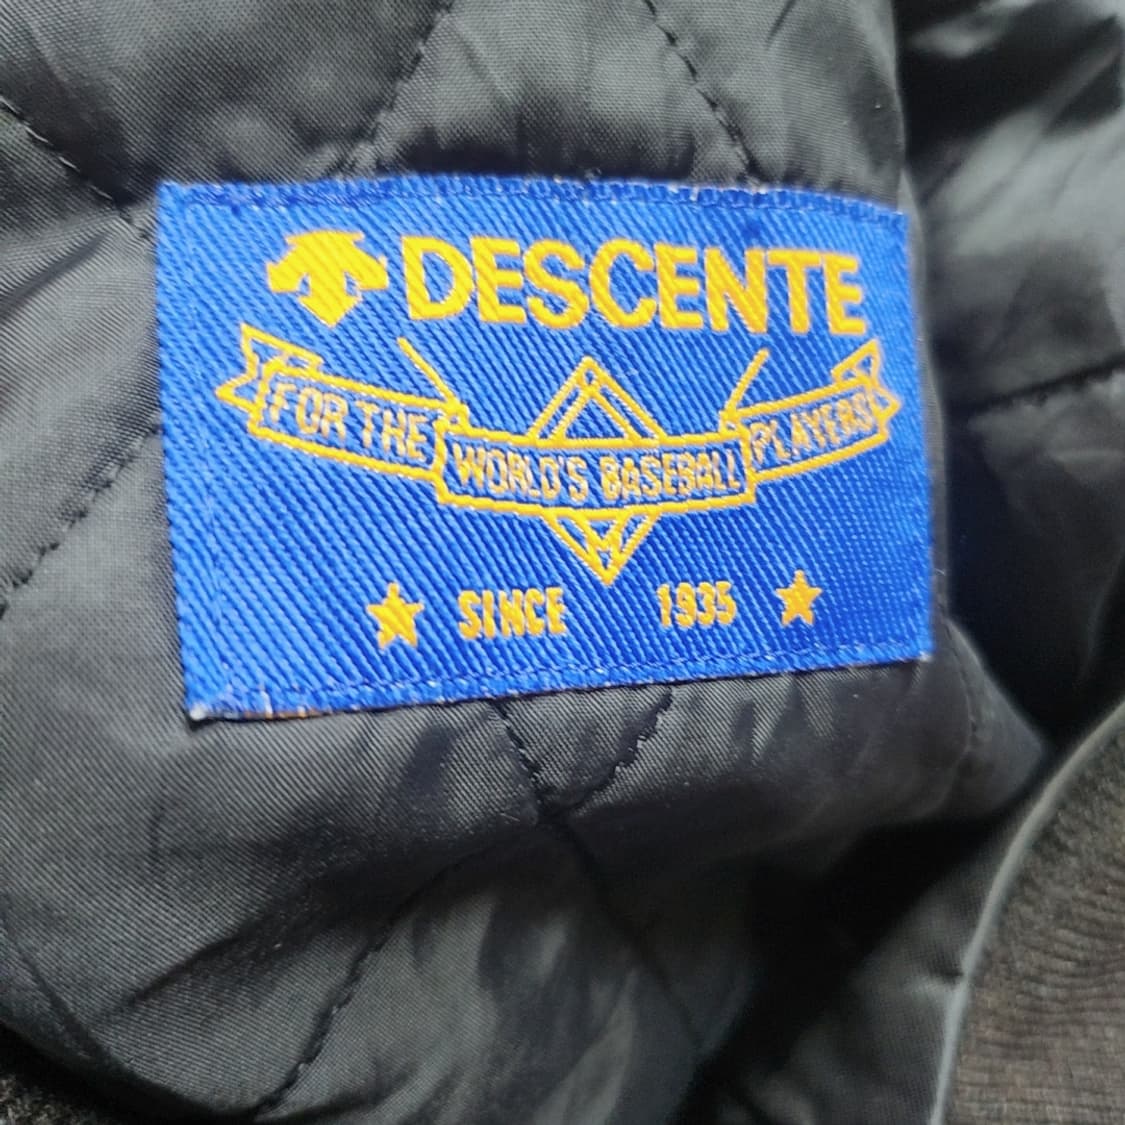 DESCENTE
FOR THE WORLD'S BASEBALL PLAYERS
SINCE 1935